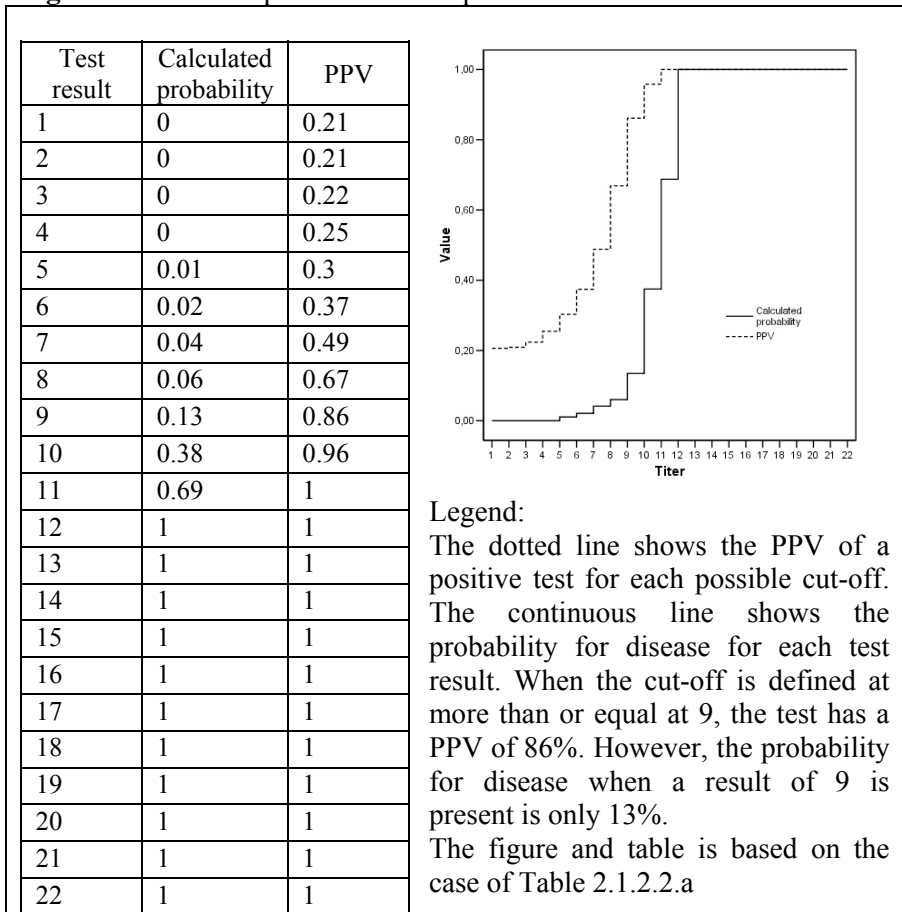 Test result
Calculated probability
PPV
1 0 0.21
2 0 0.21
3 0 0.22
4 0 0.25
5 0.01 0.3
6 0.02 0.37
7 0.04 0.49
8 0.06 0.67
9 0.13 0.86
10 0.38 0.96
11 0.69 1
12 1 1
13 1 1
14 1 1
15 1 1
16 1 1
17 1 1
18 1 1
19 1 1
20 1 1
21 1 1
22 1 1
1,00
0,80
0,60
0,40
0,20
0,00
Value
1 2 3 4 5 6 7 8 9 10 11 12 13 14 15 16 17 18 19 20 21 22
Titer
Calculated
probability
PPV
Legend:
The dotted line shows the PPV of a
positive test for each possible cut-off.
The continuous line shows the
probability for disease for each test
result. When the cut-off is defined at
more than or equal at 9, the test has a
PPV of 86%. However, the probability
for disease when a result of 9 is
present is only 13%.
The figure and table is based on the
case of Table 2.1.2.2.a